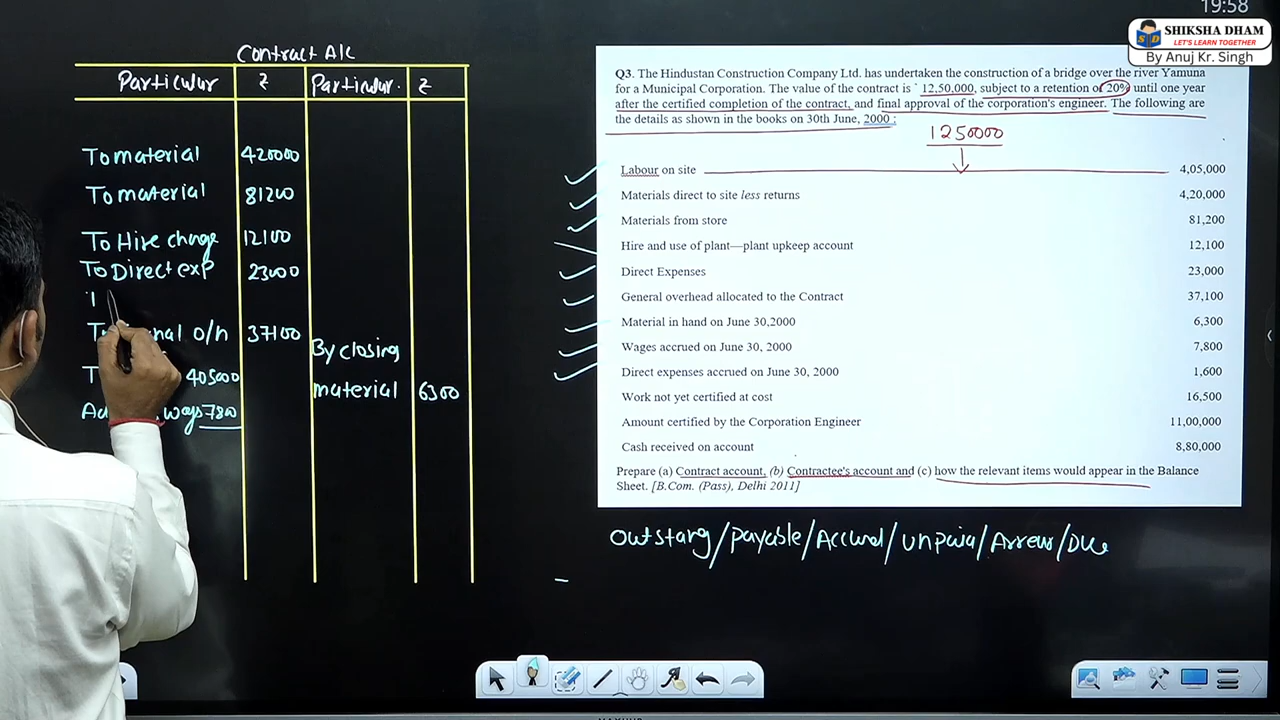 19:58
SHIKSHA DHAM
LET'S LEARN TOGETHER
By Anuj Kr. Singh
Contract A/c
Particular ₹ Particular. ₹
To material 420000
To material 81200
To Hire charge 12100
To Direct exp 23000
o/h 37100
By closing
405000
material 6300
7800
Q3. The Hindustan Construction Company Ltd. has undertaken the construction of a bridge over the river Yamuna
for a Municipal Corporation. The value of the contract is ` 12,50,000, subject to a retention of 20% until one year
after the certified completion of the contract, and final approval of the corporation's engineer. The following are
the details as shown in the books on 30th June, 2000 :
1250000
Labour on site 4,05,000
Materials direct to site less returns 4,20,000
Materials from store 81,200
Hire and use of plant—plant upkeep account 12,100
Direct Expenses 23,000
General overhead allocated to the Contract 37,100
Material in hand on June 30,2000 6,300
Wages accrued on June 30, 2000 7,800
Direct expenses accrued on June 30, 2000 1,600
Work not yet certified at cost 16,500
Amount certified by the Corporation Engineer 11,00,000
Cash received on account 8,80,000
Prepare (a) Contract account, (b) Contractee's account and (c) how the relevant items would appear in the Balance
Sheet. [B.Com. (Pass), Delhi 2011]
/payable/ /unpaid/ /Due